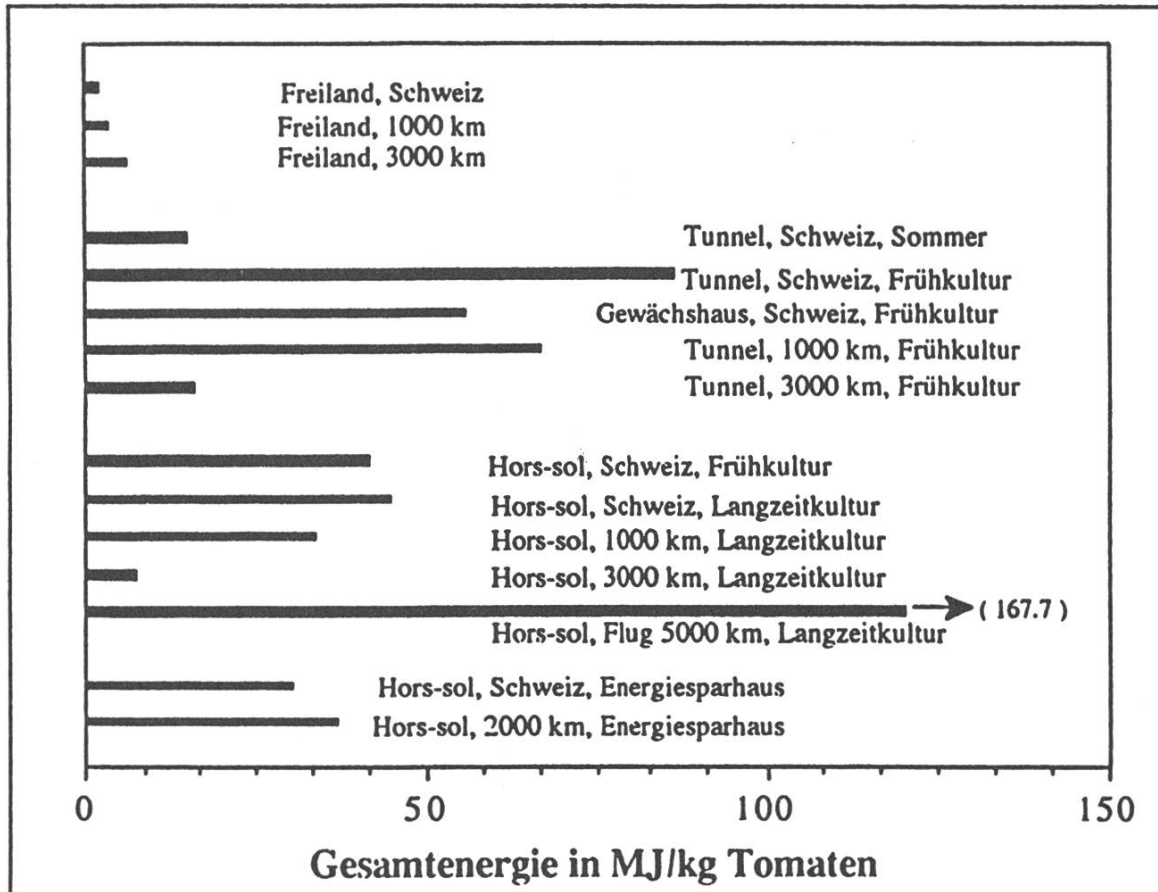 Freiland, Schweiz
Freiland, 1000 km
Freiland, 3000 km
Tunnel, Schweiz, Sommer
Tunnel, Schweiz, Frühkultur
Gewächshaus, Schweiz, Frühkultur
Tunnel, 1000 km, Frühkultur
Tunnel, 3000 km, Frühkultur
Hors-sol, Schweiz, Frühkultur
Hors-sol, Schweiz, Langzeitkultur
Hors-sol, 1000 km, Langzeitkultur
Hors-sol, 3000 km, Langzeitkultur
( 167.7 )
Hors-sol, Flug 5000 km, Langzeitkultur
Hors-sol, Schweiz, Energiesparhaus
Hors-sol, 2000 km, Energiesparhaus
0 50 100 150
Gesamtenergie in MJ/kg Tomaten